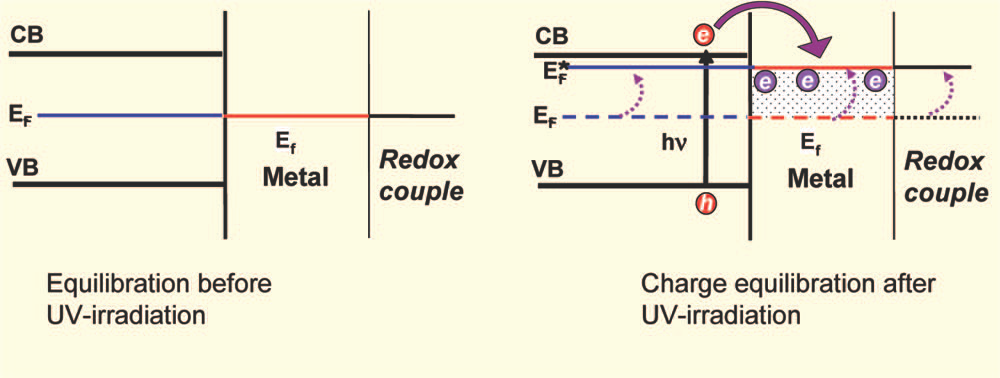 CB
E_F
VB
E_f
Metal
Redox
couple
Equilibration before
UV-irradiation
CB
E_F*
E_F
VB
e
hν
h
e
e
e
E_f
Metal
Redox
couple
Charge equilibration after
UV-irradiation